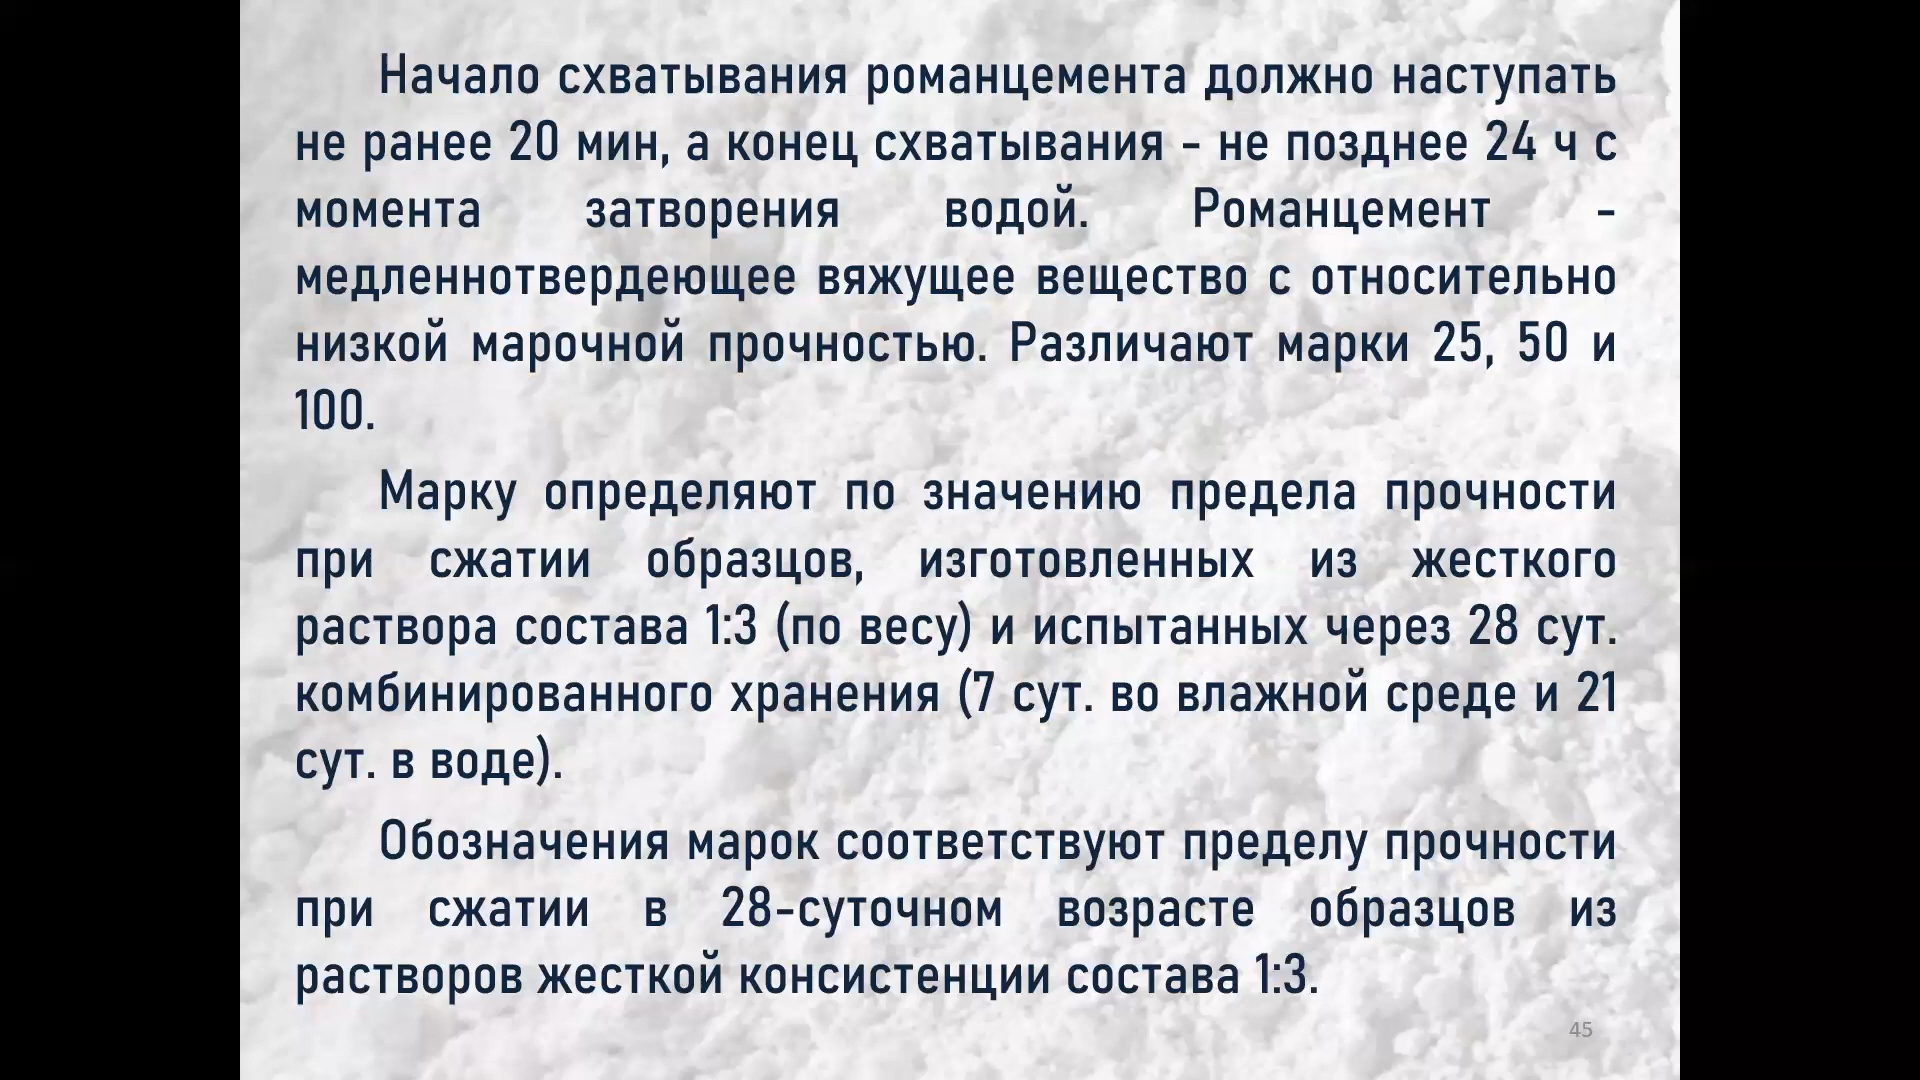 Начало схватывания романцемента должно наступать
не ранее 20 мин, а конец схватывания - не позднее 24 ч с
момента затворения водой. Романцемент -
медленнотвердеющее вяжущее вещество с относительно
низкой марочной прочностью. Различают марки 25, 50 и
100.
Марку определяют по значению предела прочности
при сжатии образцов, изготовленных из жесткого
раствора состава 1:3 (по весу) и испытанных через 28 сут.
комбинированного хранения (7 сут. во влажной среде и 21
сут. в воде).
Обозначения марок соответствуют пределу прочности
при сжатии в 28-суточном возрасте образцов из
растворов жесткой консистенции состава 1:3.
45